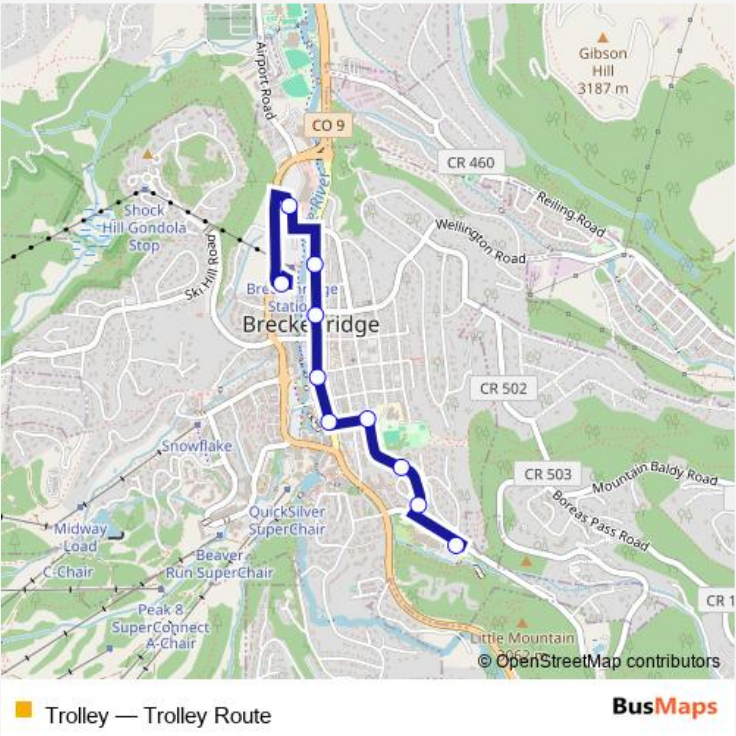 Airport Road
CO 9
Gibson
Hill
3187 m
CR 460
Reiling Road
Shock
Hill Gondola
Stop
Wellington Road
Ski Hill Road
Station
CR 502
Snowflake
CR 503
Mountain Baldy Road
Boreas Pass Road
QuickSilver
SuperChair
Midway
Load
C-Chair
Beaver
Run SuperChair
Peak 8
SuperConnect
A-Chair
CR 1
Little Mountain
© OpenStreetMap contributors
Trolley — Trolley Route
BusMaps